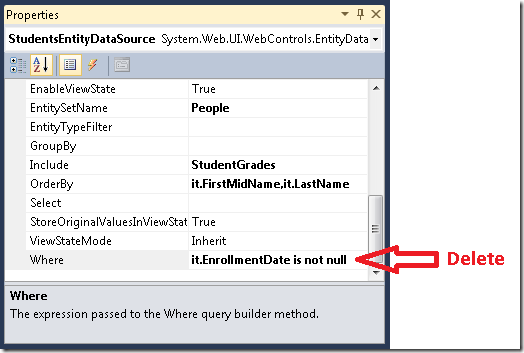 Properties
StudentsEntityDataSource System.Web.UI.WebControls.EntityData
A
Z
EnableViewState True
EntitySetName People
EntityTypeFilter
GroupBy
Include StudentGrades
OrderBy it.FirstMidName,it.LastName
Select
StoreOriginalValuesInViewStat True
ViewStateMode Inherit
Where it.EnrollmentDate is not null
Delete
Where
The expression passed to the Where query builder method.